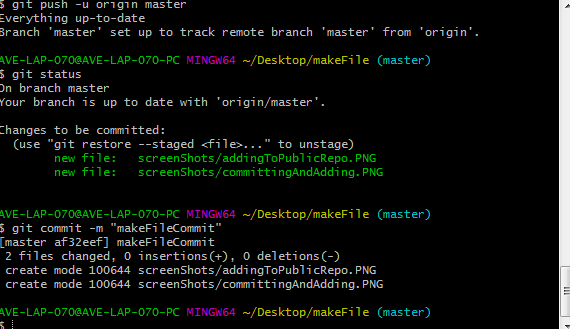 $ git push -u origin master
Everything up-to-date
Branch 'master' set up to track remote branch 'master' from 'origin'.
AVE-LAP-070@AVE-LAP-070-PC MINGW64 ~/Desktop/makeFile (master)
$ git status
On branch master
Your branch is up to date with 'origin/master'.
Changes to be committed:
(use "git restore --staged <file>..." to unstage)
new file: screenShots/addingToPublicRepo.PNG
new file: screenShots/committingAndAdding.PNG
AVE-LAP-070@AVE-LAP-070-PC MINGW64 ~/Desktop/makeFile (master)
$ git commit -m "makeFileCommit"
[master af32eef] makeFileCommit
2 files changed, 0 insertions(+), 0 deletions(-)
create mode 100644 screenShots/addingToPublicRepo.PNG
create mode 100644 screenShots/committingAndAdding.PNG
AVE-LAP-070@AVE-LAP-070-PC MINGW64 ~/Desktop/makeFile (master)
$